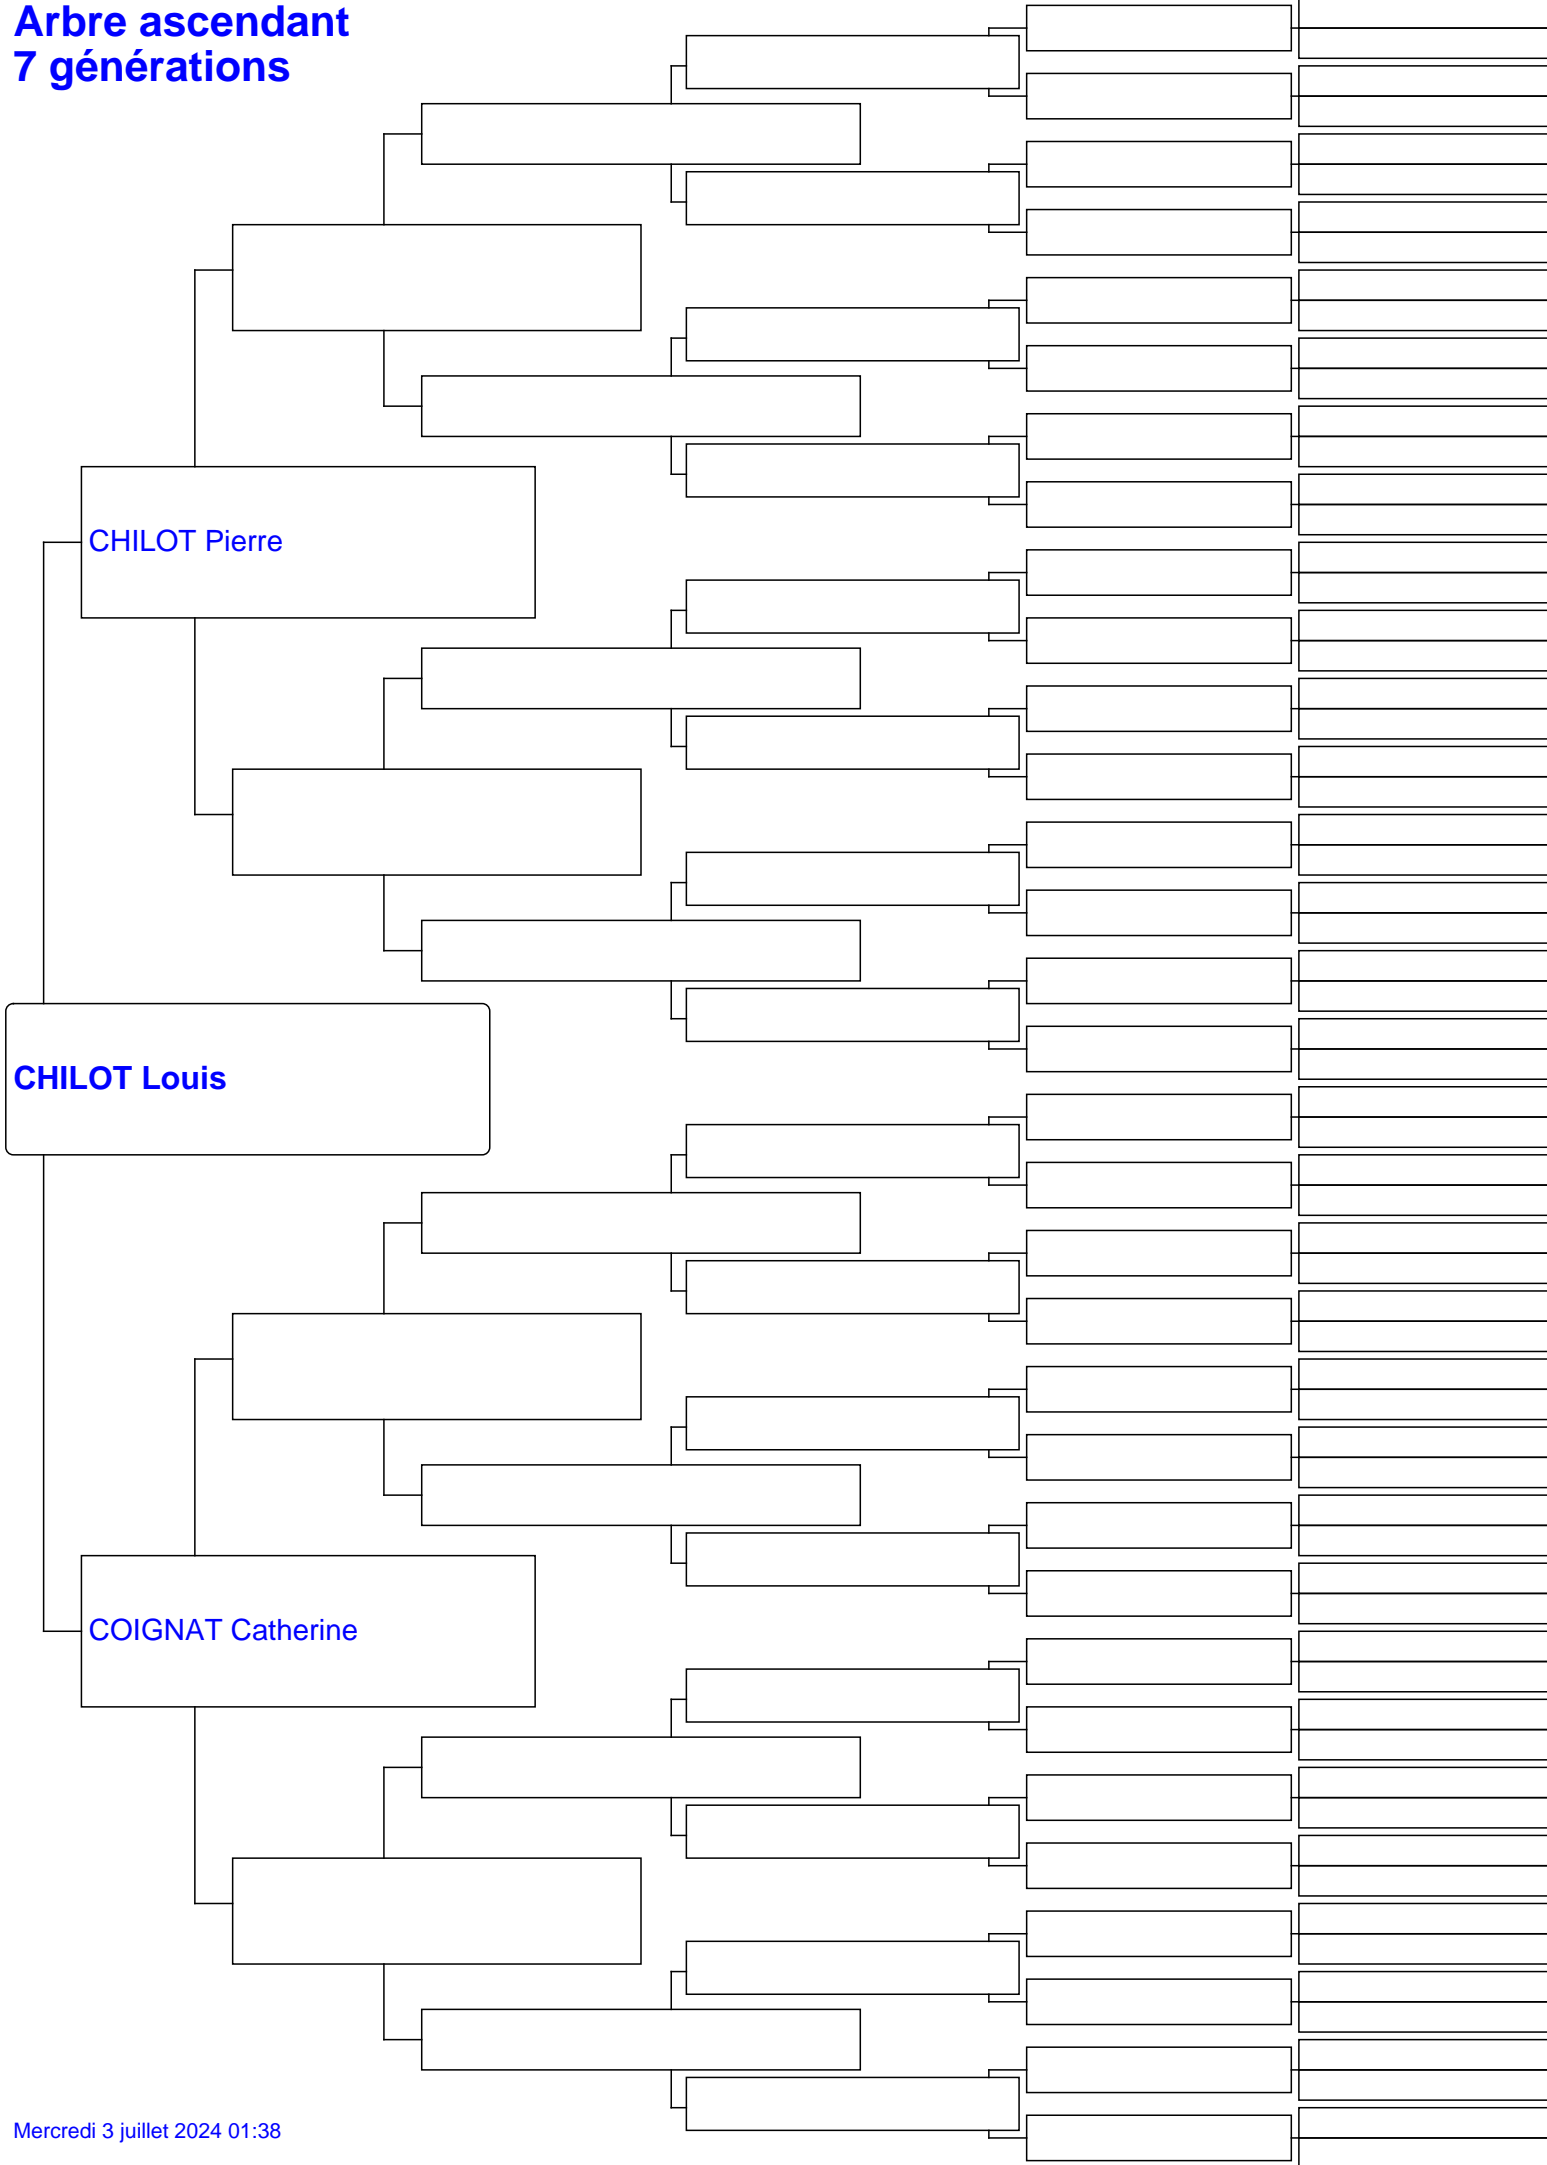 Arbre ascendant
7 générations
CHILOT Pierre
CHILOT Louis
COIGNAT Catherine
Mercredi 3 juillet 2024 01:38